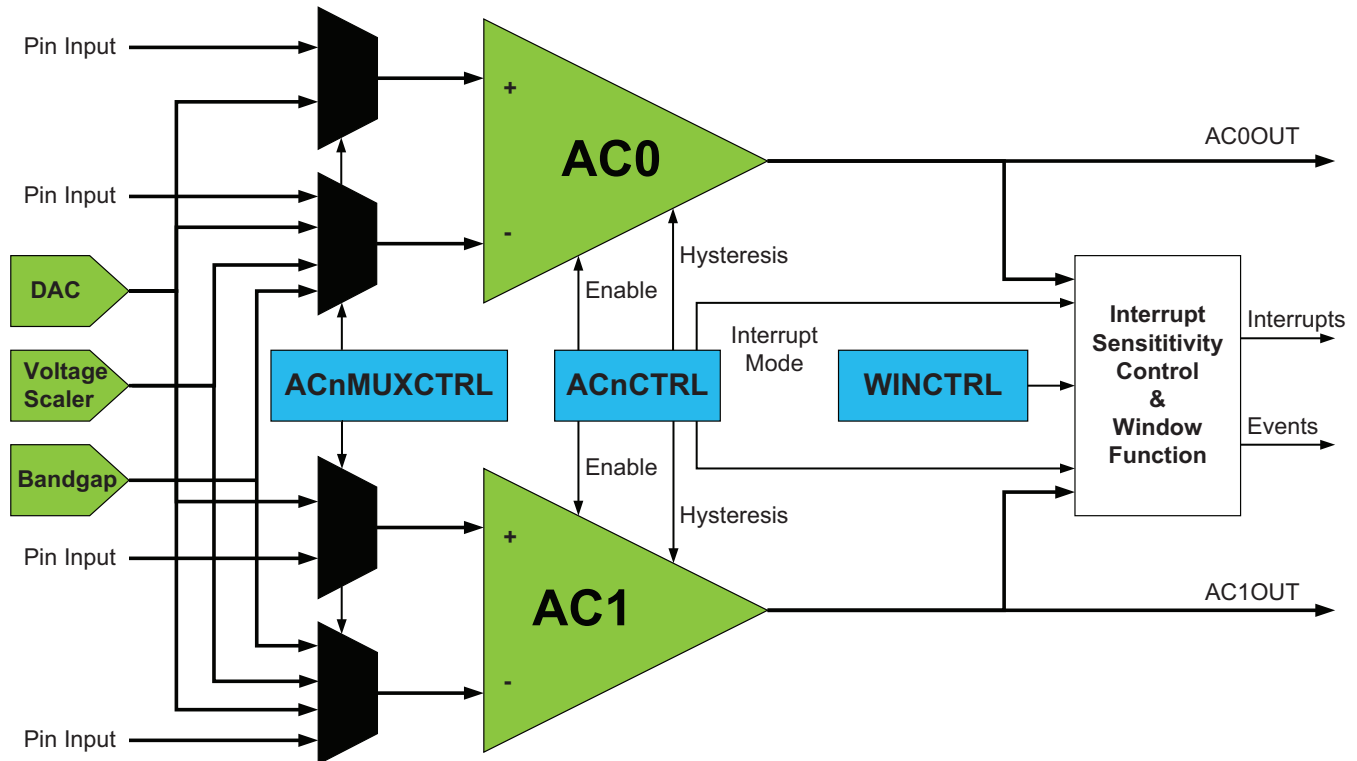 Pin Input
+
AC0
AC0OUT
Pin Input
-
Hysteresis
DAC
Enable
Interrupt
Sensititivity
Control
&
Window
Function
Interrupts
Interrupt
Mode
Voltage
Scaler
ACnMUXCTRL
ACnCTRL
WINCTRL
Events
Bandgap
Enable
Hysteresis
Pin Input
+
AC1
AC1OUT
-
Pin Input